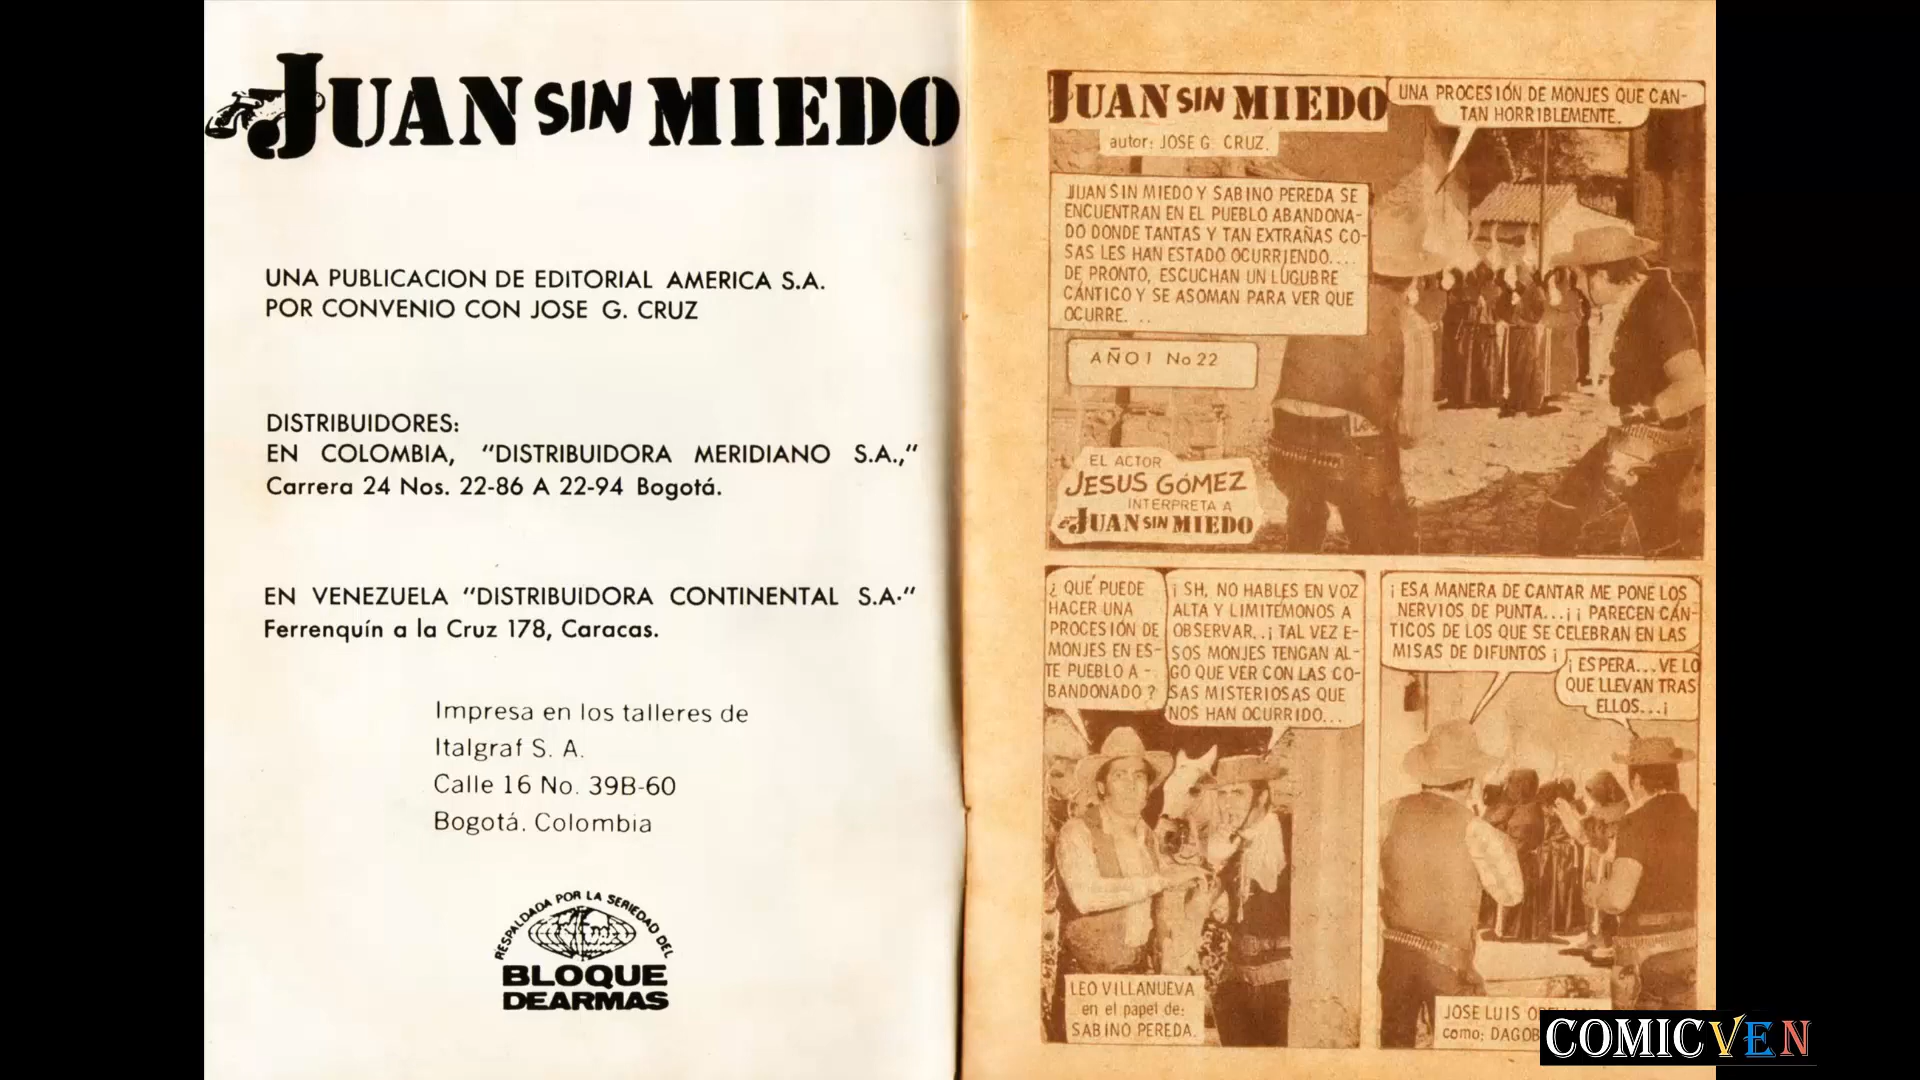 JUAN SIN MIEDO
UNA PUBLICACION DE EDITORIAL AMERICA S.A.
POR CONVENIO CON JOSE G. CRUZ
DISTRIBUIDORES:
EN COLOMBIA, “DISTRIBUIDORA MERIDIANO S.A.,”
Carrera 24 Nos. 22-86 A 22-94 Bogotá.
EN VENEZUELA “DISTRIBUIDORA CONTINENTAL S.A.”
Ferrenquín a la Cruz 178, Caracas.
Impresa en los talleres de
Italgraf S. A.
Calle 16 No. 39B-60
Bogotá. Colombia
RESPALDADA POR LA SERIEDAD DEL
BLOQUE
DEARMAS
JUAN SIN MIEDO
autor: JOSE G. CRUZ.
UNA PROCESIÓN DE MONJES QUE CAN-
TAN HORRIBLEMENTE.
JUAN SIN MIEDO Y SABINO PEREDA SE
ENCUENTRAN EN EL PUEBLO ABANDONA-
DO DONDE TANTAS Y TAN EXTRAÑAS CO-
SAS LES HAN ESTADO OCURRIENDO....
DE PRONTO, ESCUCHAN UN LÚGUBRE
CÁNTICO Y SE ASOMAN PARA VER QUE
OCURRE. . .
AÑO I No 22
EL ACTOR
JESUS GÓMEZ
INTERPRETA A
JUAN SIN MIEDO
¿ QUÉ PUEDE
HACER UNA
PROCESIÓN DE
MONJES EN ES-
TE PUEBLO A-
BANDONADO ?
¡ SH, NO HABLES EN VOZ
ALTA Y LIMITÉMONOS A
OBSERVAR..¡ TAL VEZ E-
SOS MONJES TENGAN AL-
GO QUE VER CON LAS CO-
SAS MISTERIOSAS QUE
NOS HAN OCURRIDO...
LEO VILLANUEVA
en el papel de:
SABINO PEREDA.
¡ ESA MANERA DE CANTAR ME PONE LOS
NERVIOS DE PUNTA...¡¡ PARECEN CÁN-
TICOS DE LOS QUE SE CELEBRAN EN LAS
MISAS DE DIFUNTOS ¡
¡ ESPERA...VE LO
QUE LLEVAN TRAS
ELLOS...¡
JOSE LUIS
como:
COMICVEN